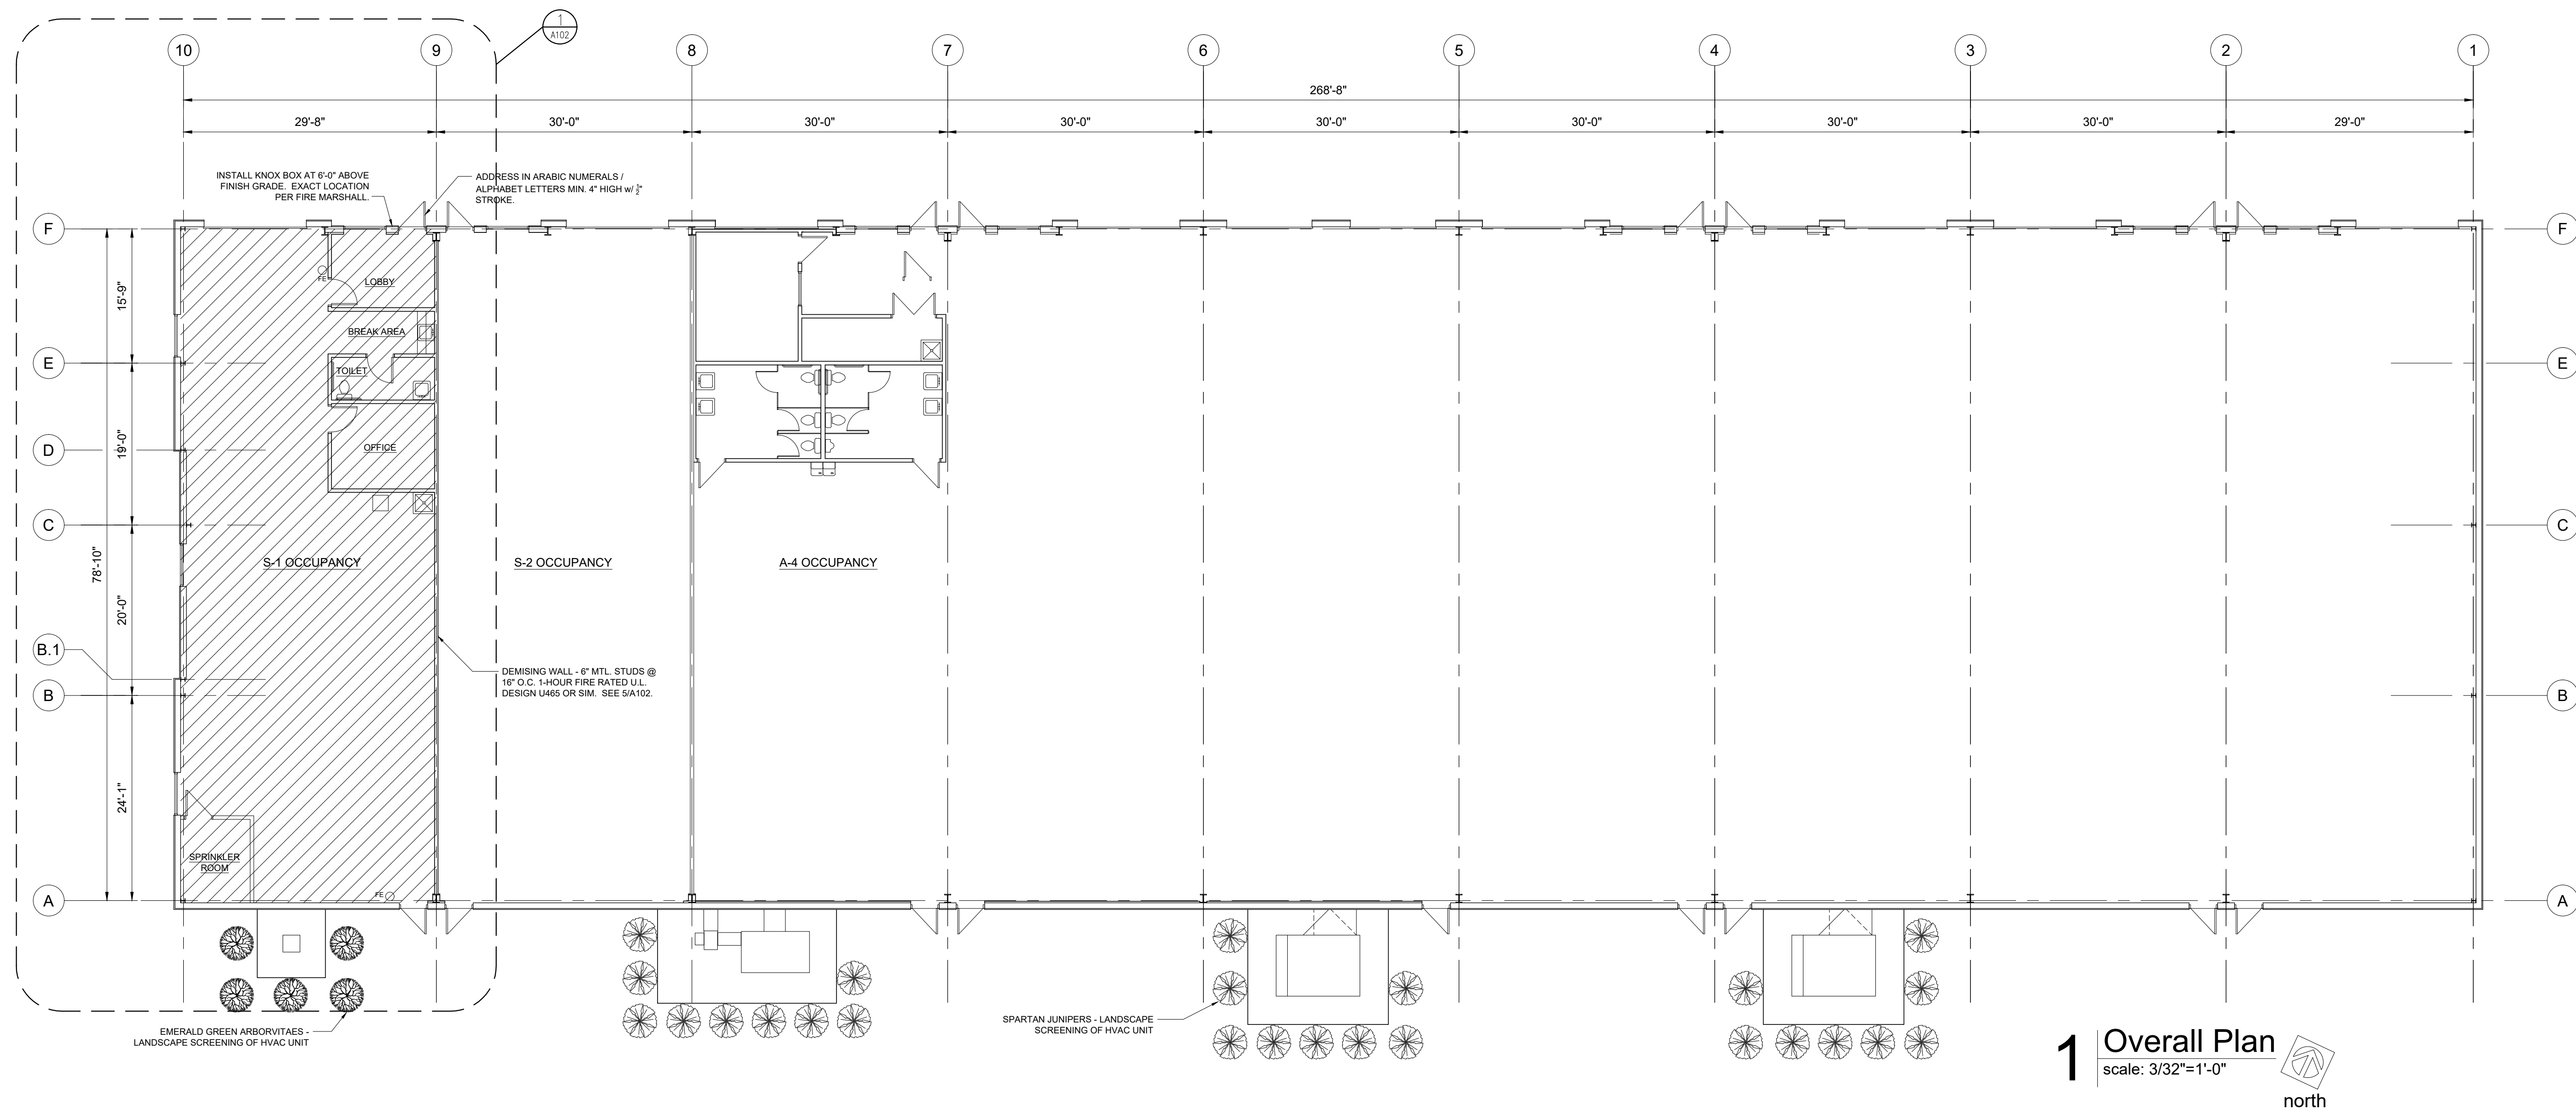 1
A102
10
9
8
7
6
5
4
3
2
1
268'-8"
29'-8"
30'-0"
30'-0"
30'-0"
30'-0"
30'-0"
30'-0"
30'-0"
29'-0"
INSTALL KNOX BOX AT 6'-0" ABOVE
FINISH GRADE. EXACT LOCATION
PER FIRE MARSHALL.
ADDRESS IN ARABIC NUMERALS /
ALPHABET LETTERS MIN. 4" HIGH w/ ½"
STROKE.
F
F
15'-9"
FE
LOBBY
BREAK AREA
E
E
TOILET
19'-0"
D
OFFICE
C
C
78'-10"
S-1 OCCUPANCY
S-2 OCCUPANCY
A-4 OCCUPANCY
20'-0"
B.1
DEMISING WALL - 6" MTL. STUDS @
16" O.C. 1-HOUR FIRE RATED U.L.
DESIGN U465 OR SIM. SEE 5/A102.
B
B
24'-1"
SPRINKLER
ROOM
FE
A
A
EMERALD GREEN ARBORVITAES -
LANDSCAPE SCREENING OF HVAC UNIT
SPARTAN JUNIPERS - LANDSCAPE
SCREENING OF HVAC UNIT
1
Overall Plan
scale: 3/32"=1'-0"
north